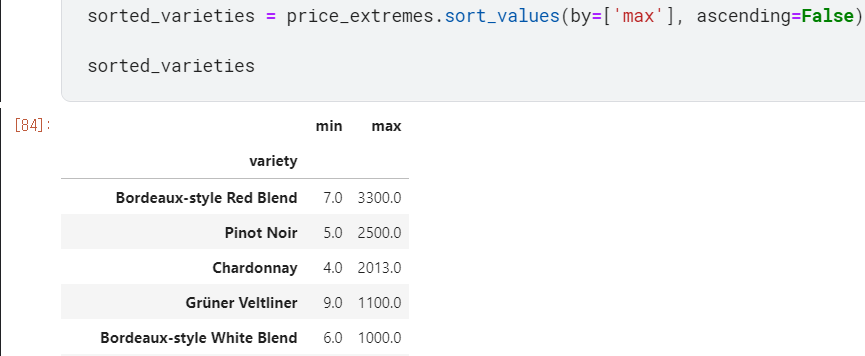 sorted_varieties = price_extremes.sort_values(by=['max'], ascending=False)
sorted_varieties
[84]:
min max
variety
Bordeaux-style Red Blend 7.0 3300.0
Pinot Noir 5.0 2500.0
Chardonnay 4.0 2013.0
Grüner Veltliner 9.0 1100.0
Bordeaux-style White Blend 6.0 1000.0